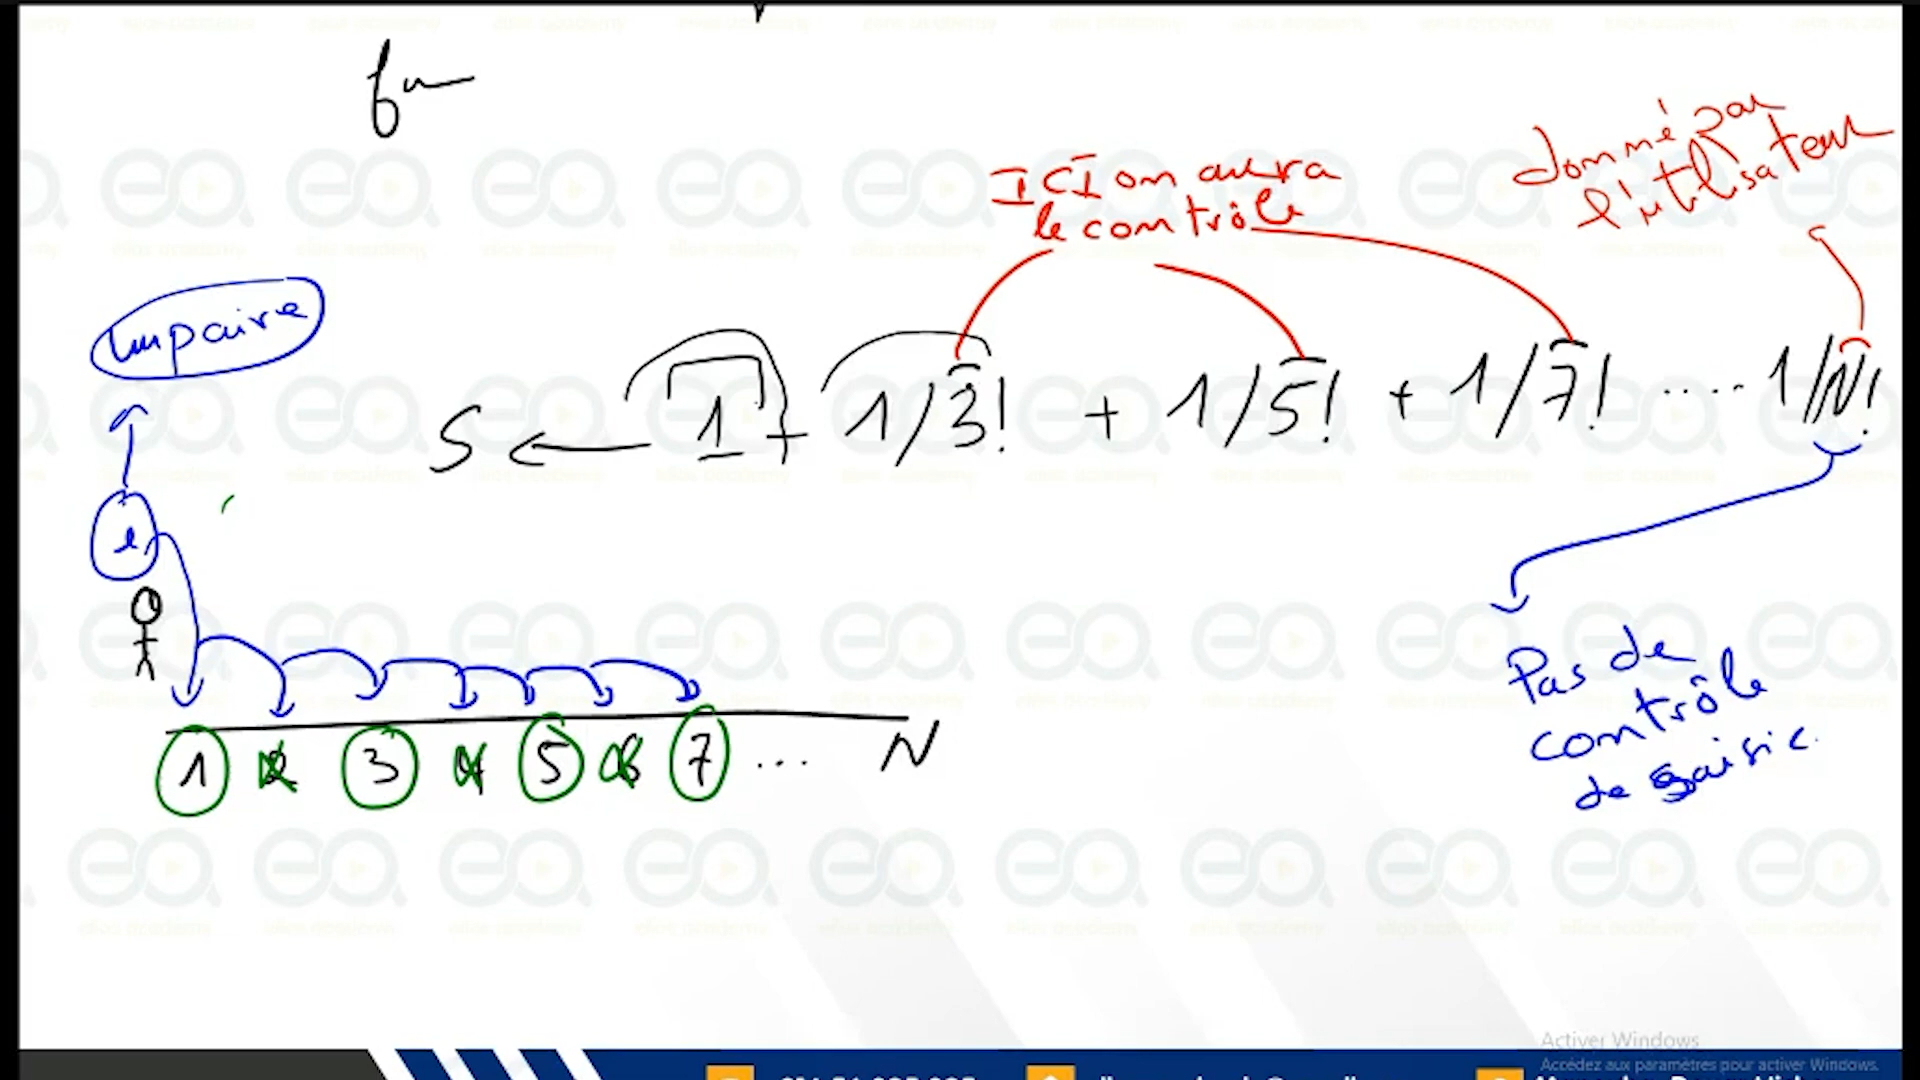 ICI on aura
le contrôle
donné par
l'utilisateur
Impaire
S ← 1 + 1/3! + 1/5! + 1/7! ..... 1/N!
i
1 2 3 4 5 6 7 ... N
Pas de
contrôle
de saisie
Activer Windows
Accédez aux paramètres pour activer Windows.